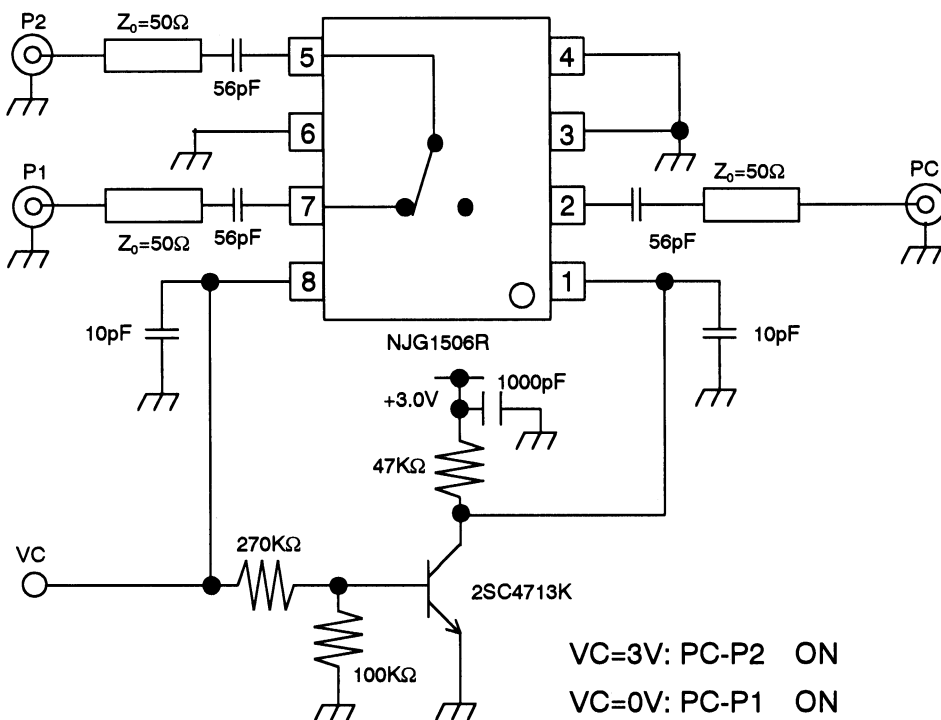 P2
Z₀=50Ω
56pF
5
6
P1
Z₀=50Ω
56pF
7
8
10pF
4
3
2
1
PC
Z₀=50Ω
56pF
10pF
NJG1506R
+3.0V
1000pF
47KΩ
VC
270KΩ
100KΩ
2SC4713K
VC=3V: PC-P2 ON
VC=0V: PC-P1 ON